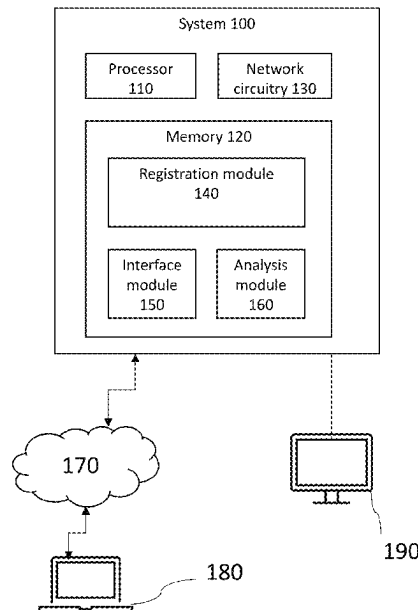 System 100
Processor
110
Network
circuitry 130
Memory 120
Registration module
140
Interface
module
150
Analysis
module
160
170
190
180